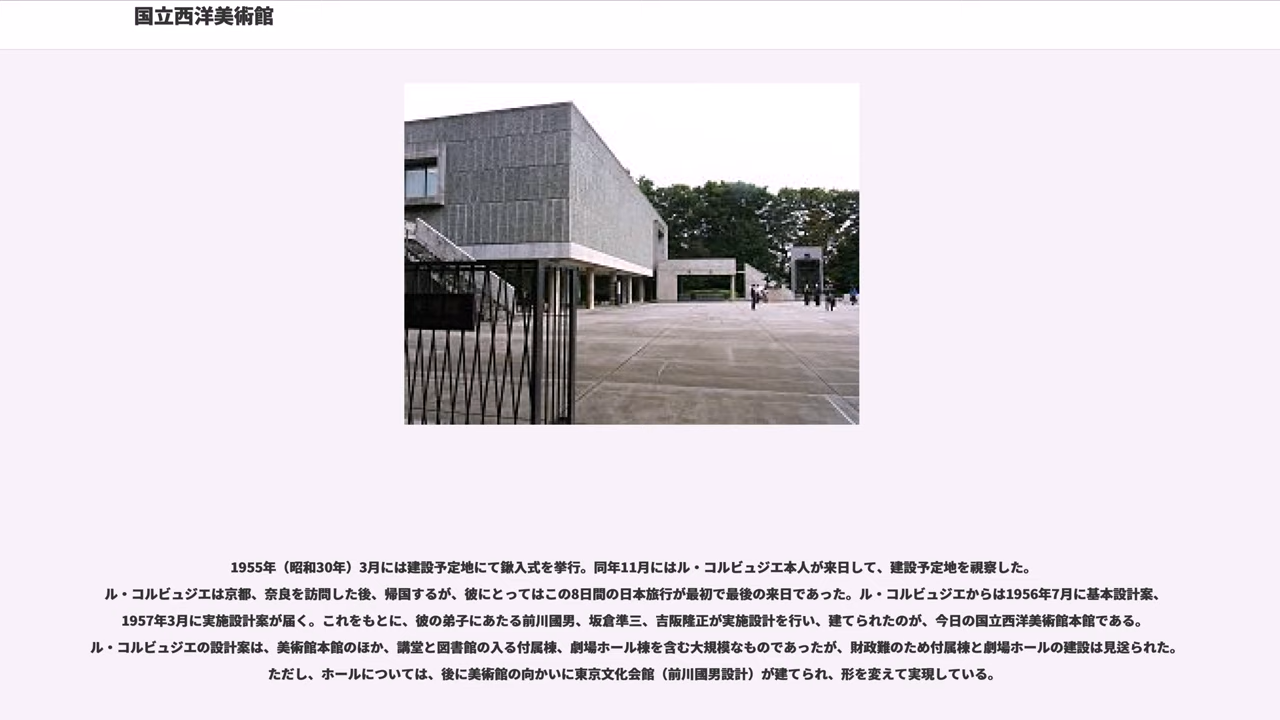 国立西洋美術館
1955年（昭和30年）3月には建設予定地にて鍬入式を挙行。同年11月にはル・コルビュジエ本人が来日して、建設予定地を視察した。
ル・コルビュジエは京都、奈良を訪問した後、帰国するが、彼にとってはこの8日間の日本旅行が最初で最後の来日であった。ル・コルビュジエからは1956年7月に基本設計案、
1957年3月に実施設計案が届く。これをもとに、彼の弟子にあたる前川國男、坂倉準三、吉阪隆正が実施設計を行い、建てられたのが、今日の国立西洋美術館本館である。
ル・コルビュジエの設計案は、美術館本館のほか、講堂と図書館の入る付属棟、劇場ホール棟を含む大規模なものであったが、財政難のため付属棟と劇場ホールの建設は見送られた。
ただし、ホールについては、後に美術館の向かいに東京文化会館（前川國男設計）が建てられ、形を変えて実現している。